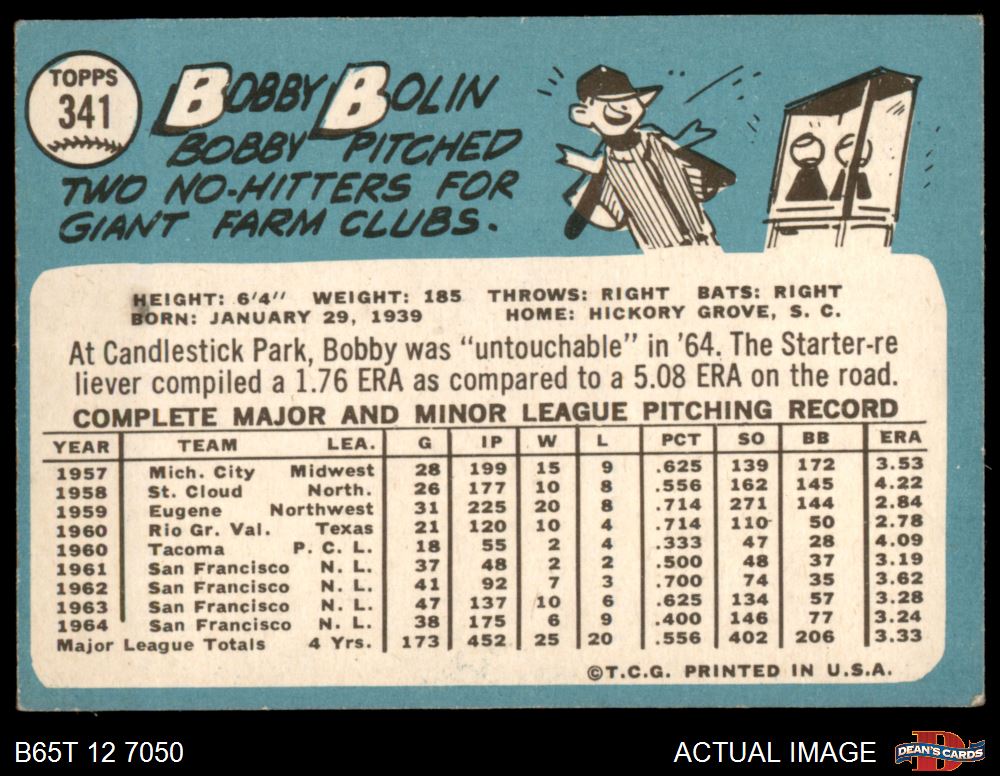 TOPPS
341
BOBBY BOLIN
BOBBY PITCHED
TWO NO-HITTERS FOR
GIANT FARM CLUBS.
HEIGHT: 6'4" WEIGHT: 185 THROWS: RIGHT BATS: RIGHT
BORN: JANUARY 29, 1939 HOME: HICKORY GROVE, S. C.
At Candlestick Park, Bobby was "untouchable" in '64. The Starter-re
liever compiled a 1.76 ERA as compared to a 5.08 ERA on the road.
COMPLETE MAJOR AND MINOR LEAGUE PITCHING RECORD
YEAR TEAM LEA. G IP W L PCT SO BB ERA
1957 Mich. City Midwest 28 199 15 9 .625 139 172 3.53
1958 St. Cloud North. 26 177 10 8 .556 162 145 4.22
1959 Eugene Northwest 31 225 20 8 .714 271 144 2.84
1960 Rio Gr. Val. Texas 21 120 10 4 .714 110 50 2.78
1960 Tacoma P. C. L. 18 55 2 4 .333 47 28 4.09
1961 San Francisco N. L. 37 48 2 2 .500 48 37 3.19
1962 San Francisco N. L. 41 92 7 3 .700 74 35 3.62
1963 San Francisco N. L. 47 137 10 6 .625 134 57 3.28
1964 San Francisco N. L. 38 175 6 9 .400 146 77 3.24
Major League Totals 4 Yrs. 173 452 25 20 .556 402 206 3.33
©T.C.G. PRINTED IN U.S.A.
B65T 12 7050
ACTUAL IMAGE
DEAN'S CARDS